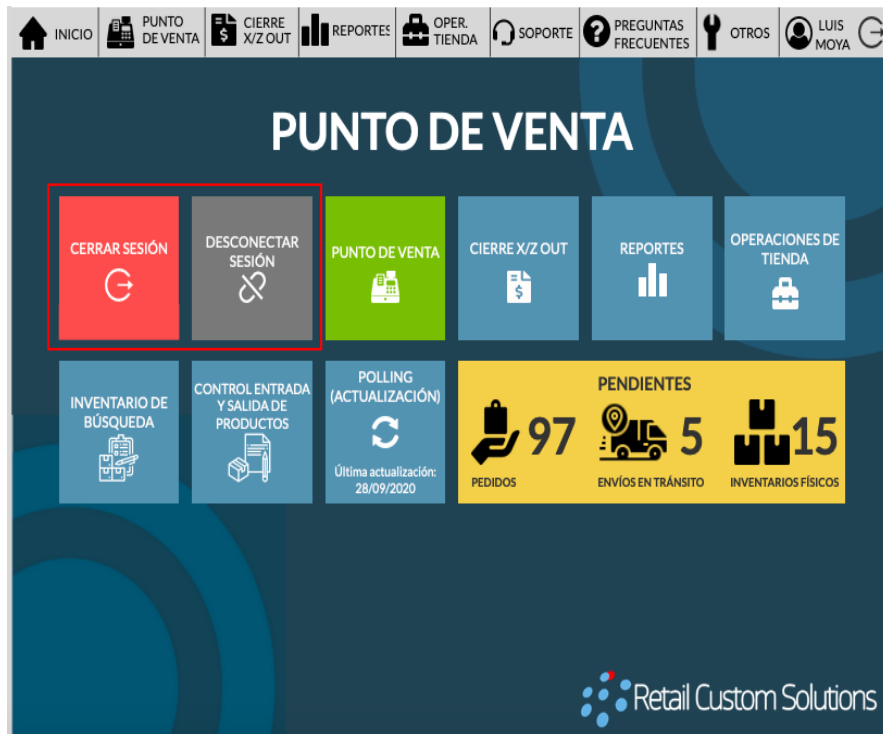 INICIO
PUNTO
DE VENTA
CIERRE
X/Z OUT
REPORTES
OPER.
TIENDA
SOPORTE
PREGUNTAS
FRECUENTES
OTROS
LUIS
MOYA
PUNTO DE VENTA
CERRAR SESIÓN
DESCONECTAR
SESIÓN
PUNTO DE VENTA
CIERRE X/Z OUT
REPORTES
OPERACIONES DE
TIENDA
INVENTARIO DE
BÚSQUEDA
CONTROL ENTRADA
Y SALIDA DE
PRODUCTOS
POLLING
(ACTUALIZACIÓN)
Última actualización:
28/09/2020
PENDIENTES
97
5
15
PEDIDOS
ENVÍOS EN TRÁNSITO
INVENTARIOS FÍSICOS
Retail Custom Solutions